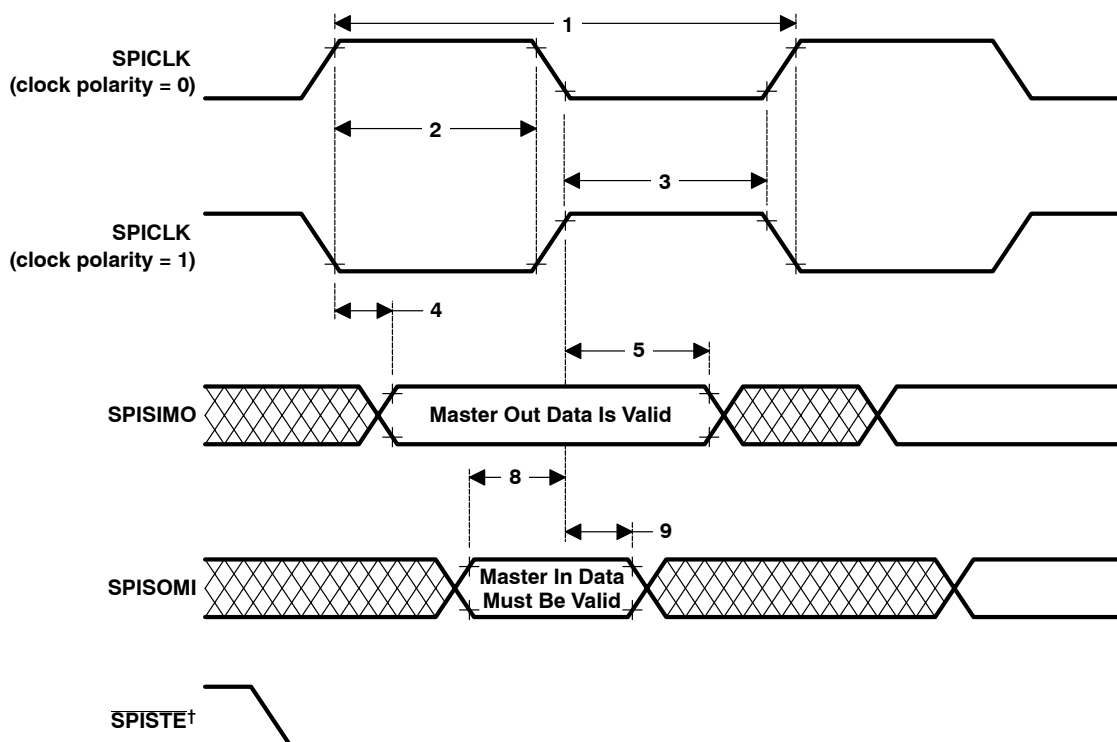 1
SPICLK
(clock polarity = 0)
2
3
SPICLK
(clock polarity = 1)
4
5
SPISIMO
Master Out Data Is Valid
8
9
SPISOMI
Master In Data
Must Be Valid
SPISTE†